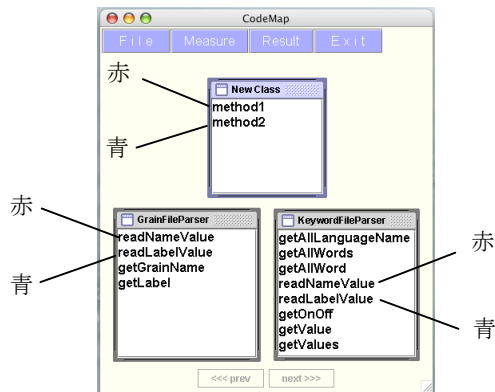 CodeMap
File Measure Result Exit
赤
青
New Class
method1
method2
赤
青
GrainFileParser
readNameValue
readLabelValue
getGrainName
getLabel
KeywordFileParser
getAllLanguageName
getAllWords
getAllWord
readNameValue
readLabelValue
getOnOff
getValue
getValues
赤
青
<<< prev next >>>